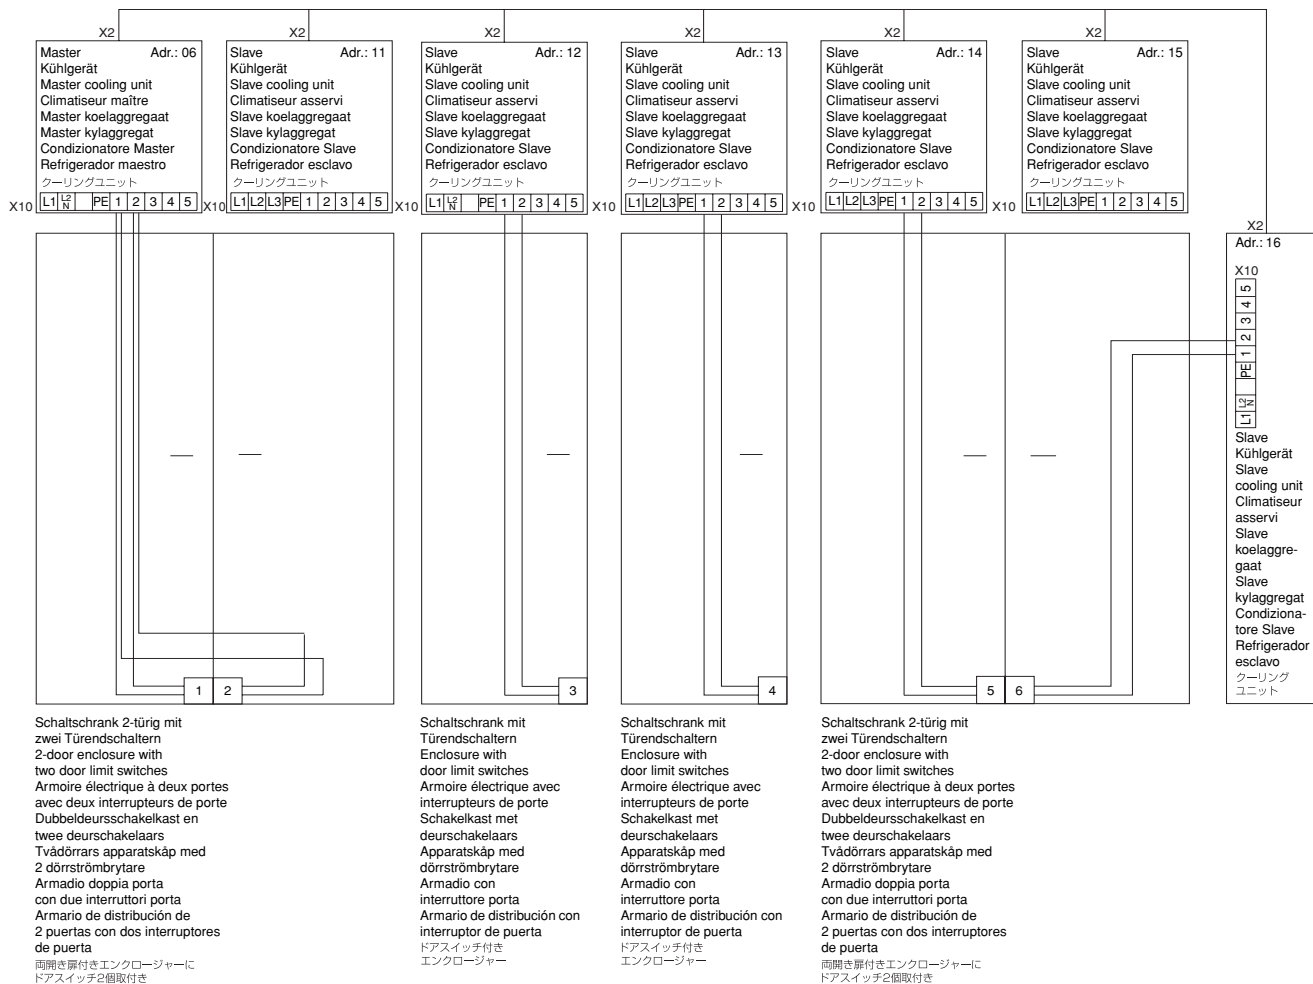 X2
Master Adr.: 06
Kühlgerät
Master cooling unit
Climatiseur maître
Master koelaggregaat
Master kylaggregat
Condizionatore Master
Refrigerador maestro
クーリングユニット
X10 L1 L2 N PE 1 2 3 4 5
X2
Slave Adr.: 11
Kühlgerät
Slave cooling unit
Climatiseur asservi
Slave koelaggregaat
Slave kylaggregat
Condizionatore Slave
Refrigerador esclavo
クーリングユニット
X10 L1 L2 L3 PE 1 2 3 4 5
X2
Slave Adr.: 12
Kühlgerät
Slave cooling unit
Climatiseur asservi
Slave koelaggregaat
Slave kylaggregat
Condizionatore Slave
Refrigerador esclavo
クーリングユニット
X10 L1 L2 N PE 1 2 3 4 5
X2
Slave Adr.: 13
Kühlgerät
Slave cooling unit
Climatiseur asservi
Slave koelaggregaat
Slave kylaggregat
Condizionatore Slave
Refrigerador esclavo
クーリングユニット
X10 L1 L2 L3 PE 1 2 3 4 5
X2
Slave Adr.: 14
Kühlgerät
Slave cooling unit
Climatiseur asservi
Slave koelaggregaat
Slave kylaggregat
Condizionatore Slave
Refrigerador esclavo
クーリングユニット
X10 L1 L2 L3 PE 1 2 3 4 5
X2
Slave Adr.: 15
Kühlgerät
Slave cooling unit
Climatiseur asservi
Slave koelaggregaat
Slave kylaggregat
Condizionatore Slave
Refrigerador esclavo
クーリングユニット
X10 L1 L2 L3 PE 1 2 3 4 5
X2
Adr.: 16
X10
L1 L2 N PE 1 2 3 4 5
Slave
Kühlgerät
Slave
cooling unit
Climatiseur
asservi
Slave
koelaggre-
gaat
Slave
kylaggregat
Condiziona-
tore Slave
Refrigerador
esclavo
クーリング
ユニット
1 2
3
4
5 6
Schaltschrank 2-türig mit
zwei Türendschaltern
2-door enclosure with
two door limit switches
Armoire électrique à deux portes
avec deux interrupteurs de porte
Dubbeldeursschakelkast en
twee deurschakelaars
Tvådörrars apparatskåp med
2 dörrströmbrytare
Armadio doppia porta
con due interruttori porta
Armario de distribución de
2 puertas con dos interruptores
de puerta
両開き扉付きエンクロージャーに
ドアスイッチ2個取付き
Schaltschrank mit
Türendschaltern
Enclosure with
door limit switches
Armoire électrique avec
interrupteurs de porte
Schakelkast met
deurschakelaars
Apparatskåp med
dörrströmbrytare
Armadio con
interruttore porta
Armario de distribución con
interruptor de puerta
ドアスイッチ付き
エンクロージャー
Schaltschrank mit
Türendschaltern
Enclosure with
door limit switches
Armoire électrique avec
interrupteurs de porte
Schakelkast met
deurschakelaars
Apparatskåp med
dörrströmbrytare
Armadio con
interruttore porta
Armario de distribución con
interruptor de puerta
ドアスイッチ付き
エンクロージャー
Schaltschrank 2-türig mit
zwei Türendschaltern
2-door enclosure with
two door limit switches
Armoire électrique à deux portes
avec deux interrupteurs de porte
Dubbeldeursschakelkast en
twee deurschakelaars
Tvådörrars apparatskåp med
2 dörrströmbrytare
Armadio doppia porta
con due interruttori porta
Armario de distribución de
2 puertas con dos interruptores
de puerta
両開き扉付きエンクロージャーに
ドアスイッチ2個取付き